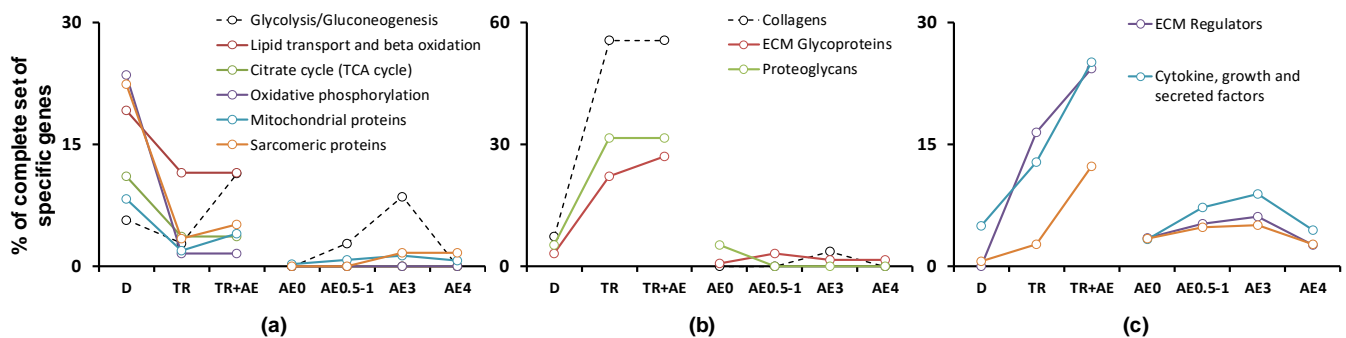 % of complete set of
specific genes
30
15
0
Glycolysis/Gluconeogenesis
Lipid transport and beta oxidation
Citrate cycle (TCA cycle)
Oxidative phosphorylation
Mitochondrial proteins
Sarcomeric proteins
D TR TR+AE AE0 AE0.5-1 AE3 AE4
(a)
60
30
0
Collagens
ECM Glycoproteins
Proteoglycans
D TR TR+AE AE0 AE0.5-1 AE3 AE4
(b)
30
15
0
ECM Regulators
Cytokine, growth and
secreted factors
D TR TR+AE AE0 AE0.5-1 AE3 AE4
(c)